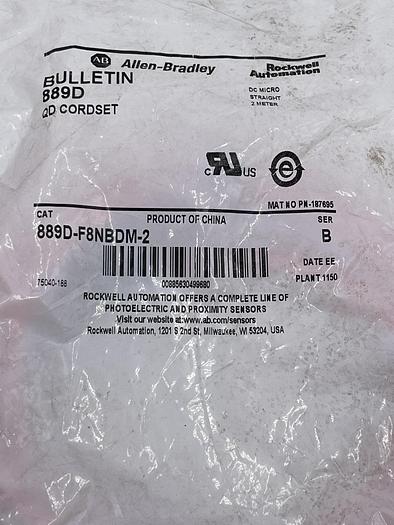 AB Allen-Bradley
Rockwell
Automation
BULLETIN
889D
QD CORDSET
DC MICRO
STRAIGHT
2 METER
c RU US
e
MAT NO PN-187695
CAT
PRODUCT OF CHINA
SER
889D-F8NBDM-2
B
DATE EE
75040-188
00885630499680
PLANT 1150
ROCKWELL AUTOMATION OFFERS A COMPLETE LINE OF
PHOTOELECTRIC AND PROXIMITY SENSORS
Visit our website at:www.ab.com/sensors
Rockwell Automation, 1201 S 2nd St, Milwaukee, WI 53204, USA